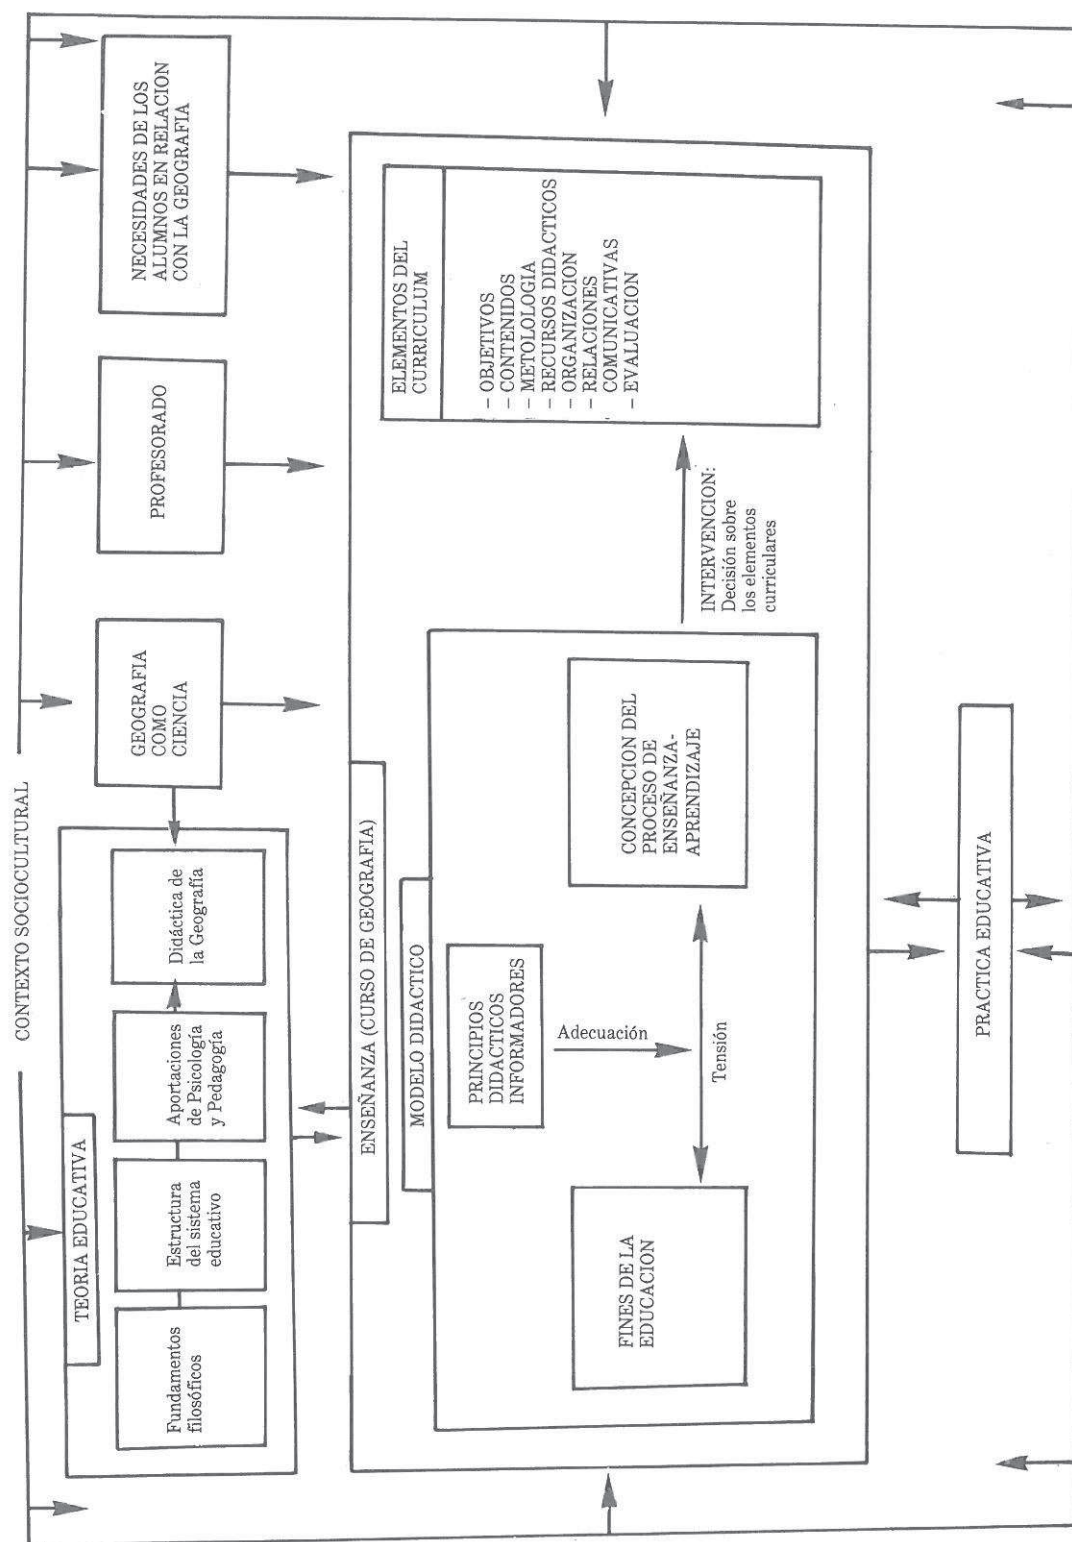 CONTEXTO SOCIOCULTURAL
TEORIA EDUCATIVA
Fundamentos
filosóficos
Estructura
del sistema
educativo
Aportaciones
de Psicología
y Pedagogía
Didáctica de
la Geografía
GEOGRAFIA
COMO
CIENCIA
PROFESORADO
NECESIDADES DE LOS
ALUMNOS EN RELACION
CON LA GEOGRAFIA
ENSEÑANZA (CURSO DE GEOGRAFIA)
MODELO DIDACTICO
PRINCIPIOS
DIDACTICOS
INFORMADORES
Adecuación
Tensión
FINES DE LA
EDUCACION
CONCEPCION DEL
PROCESO DE
ENSEÑANZA-
APRENDIZAJE
INTERVENCION:
Decisión sobre
los elementos
curriculares
ELEMENTOS DEL
CURRICULUM
– OBJETIVOS
– CONTENIDOS
– METOLOLOGIA
– RECURSOS DIDACTICOS
– ORGANIZACION
– RELACIONES
COMUNICATIVAS
– EVALUACION
PRACTICA EDUCATIVA